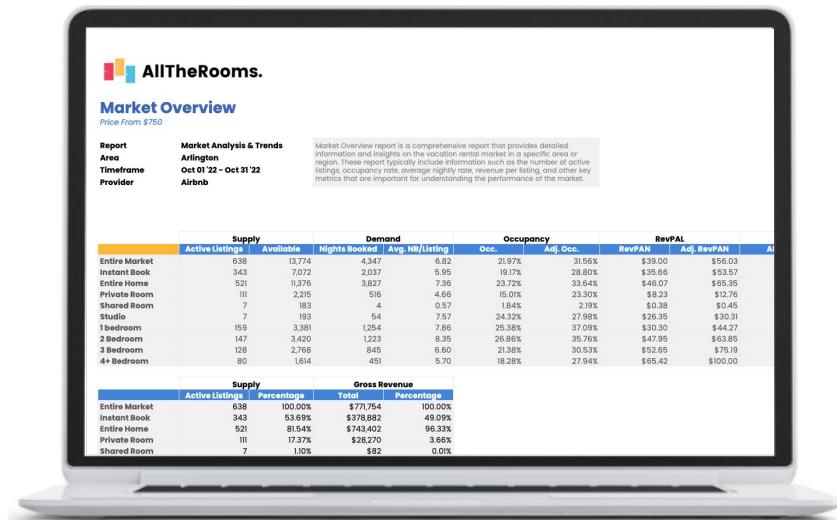 AllTheRooms.
Market Overview
Price From $750
Report Market Analysis & Trends
Area Arlington
Timeframe Oct 01 '22 - Oct 31 '22
Provider Airbnb
Market Overview report is a comprehensive report that provides detailed
information and insights on the vacation rental market in a specific area or
region. These report typically include information such as the number of active
listings, occupancy rate, average nightly rate, revenue per listing, and other key
metrics that are important for understanding the performance of the market.
Supply Demand Occupancy RevPAL
Active Listings Available Nights Booked Avg. NB/Listing Occ. Adj. Occ. RevPAN Adj. RevPAN
Entire Market 638 13,774 4,347 6.82 21.97% 31.56% $39.00 $56.03
Instant Book 343 7,072 2,037 5.95 19.17% 28.80% $35.66 $53.57
Entire Home 521 11,376 3,827 7.36 23.72% 33.64% $46.07 $65.35
Private Room 111 2,215 516 4.66 15.01% 23.30% $8.23 $12.76
Shared Room 7 183 4 0.57 1.84% 2.19% $0.38 $0.45
Studio 7 193 54 7.57 24.32% 27.98% $26.35 $30.31
1 bedroom 159 3,381 1,254 7.86 25.38% 37.09% $30.30 $44.27
2 Bedroom 147 3,420 1,223 8.35 26.86% 35.76% $47.95 $63.85
3 Bedroom 128 2,768 845 6.60 21.38% 30.53% $52.65 $75.19
4+ Bedroom 80 1,614 451 5.70 18.28% 27.94% $65.42 $100.00
Supply Gross Revenue
Active Listings Percentage Total Percentage
Entire Market 638 100.00% $771,754 100.00%
Instant Book 343 53.69% $378,882 49.09%
Entire Home 521 81.54% $743,402 96.33%
Private Room 111 17.37% $28,270 3.66%
Shared Room 7 1.10% $82 0.01%